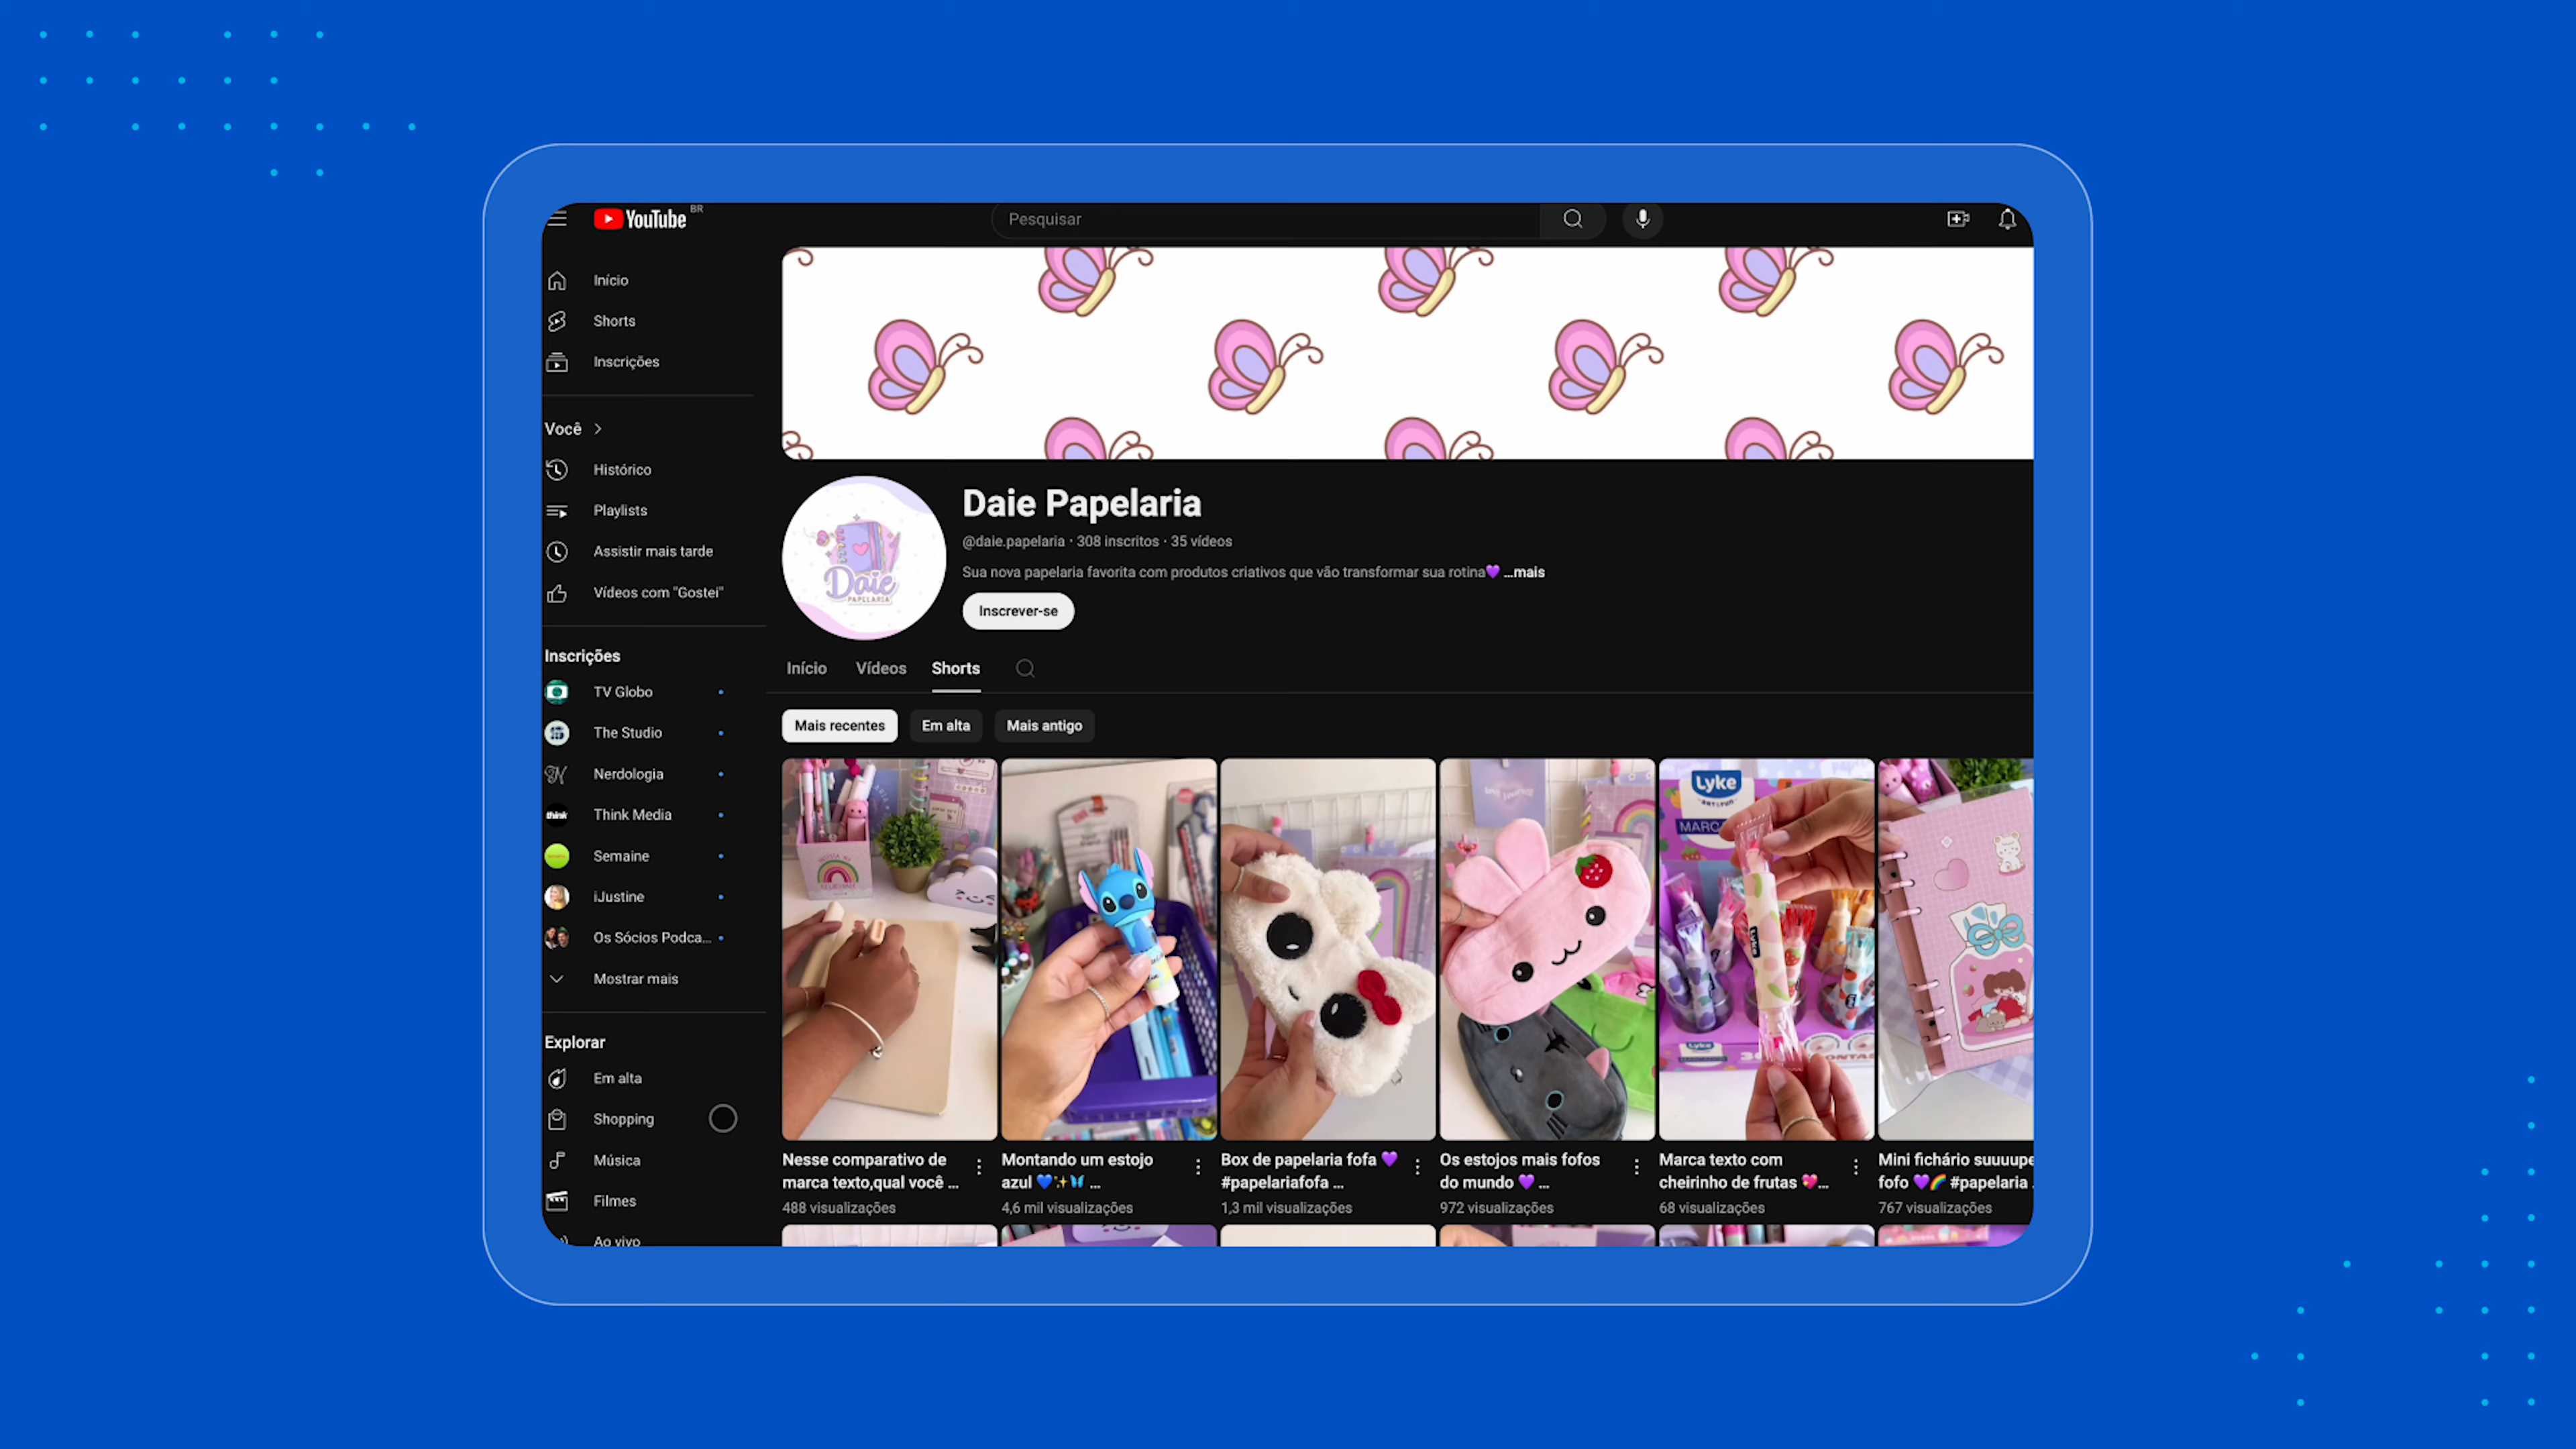 YouTube BR
Pesquisar
Início
Shorts
Inscrições
Você
Histórico
Playlists
Assistir mais tarde
Vídeos com "Gostei"
Inscrições
TV Globo
The Studio
Nerdologia
think
Think Media
Semaine
iJustine
Os Sócios Podca...
Mostrar mais
Explorar
Em alta
Shopping
Música
Filmes
Ao vivo
Daie
PAPELARIA
Daie Papelaria
@daie.papelaria · 308 inscritos · 35 vídeos
Sua nova papelaria favorita com produtos criativos que vão transformar sua rotina💜 ...mais
Inscrever-se
Início
Vídeos
Shorts
Mais recentes
Em alta
Mais antigo
Lyke
Nesse comparativo de
marca texto,qual você ...
488 visualizações
Montando um estojo
azul 💙✨🦋 ...
4,6 mil visualizações
Box de papelaria fofa 💜
#papelariafofa ...
1,3 mil visualizações
Os estojos mais fofos
do mundo 💜 ...
972 visualizações
Marca texto com
cheirinho de frutas 💖...
68 visualizações
Mini fichário suuuupe
fofo 💜🌈 #papelaria
767 visualizações